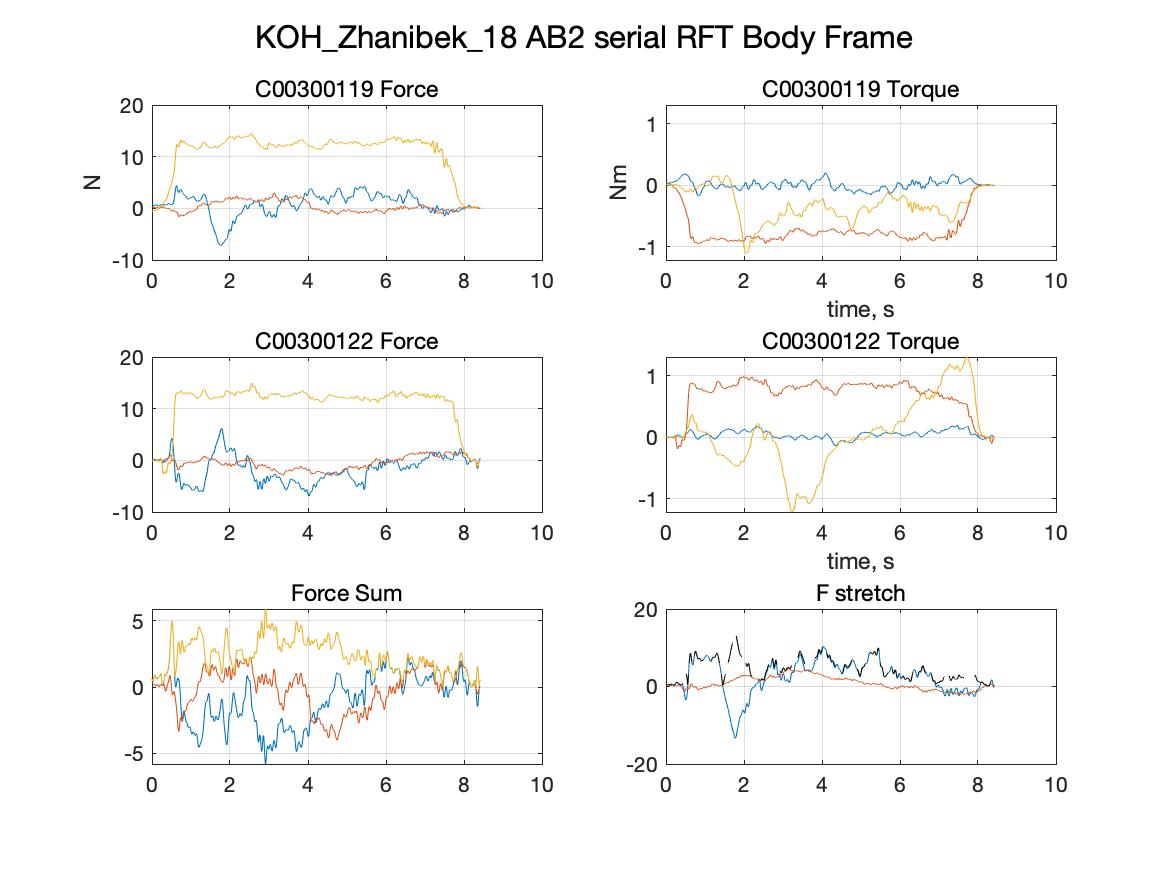 KOH_Zhanibek_18 AB2 serial RFT Body Frame
C00300119 Force
C00300119 Torque
20
10
0
-10
N
0 2 4 6 8 10
1
0
-1
Nm
0 2 4 6 8 10
time, s
C00300122 Force
C00300122 Torque
20
10
0
-10
0 2 4 6 8 10
1
0
-1
0 2 4 6 8 10
time, s
Force Sum
F stretch
5
0
-5
0 2 4 6 8 10
20
0
-20
0 2 4 6 8 10